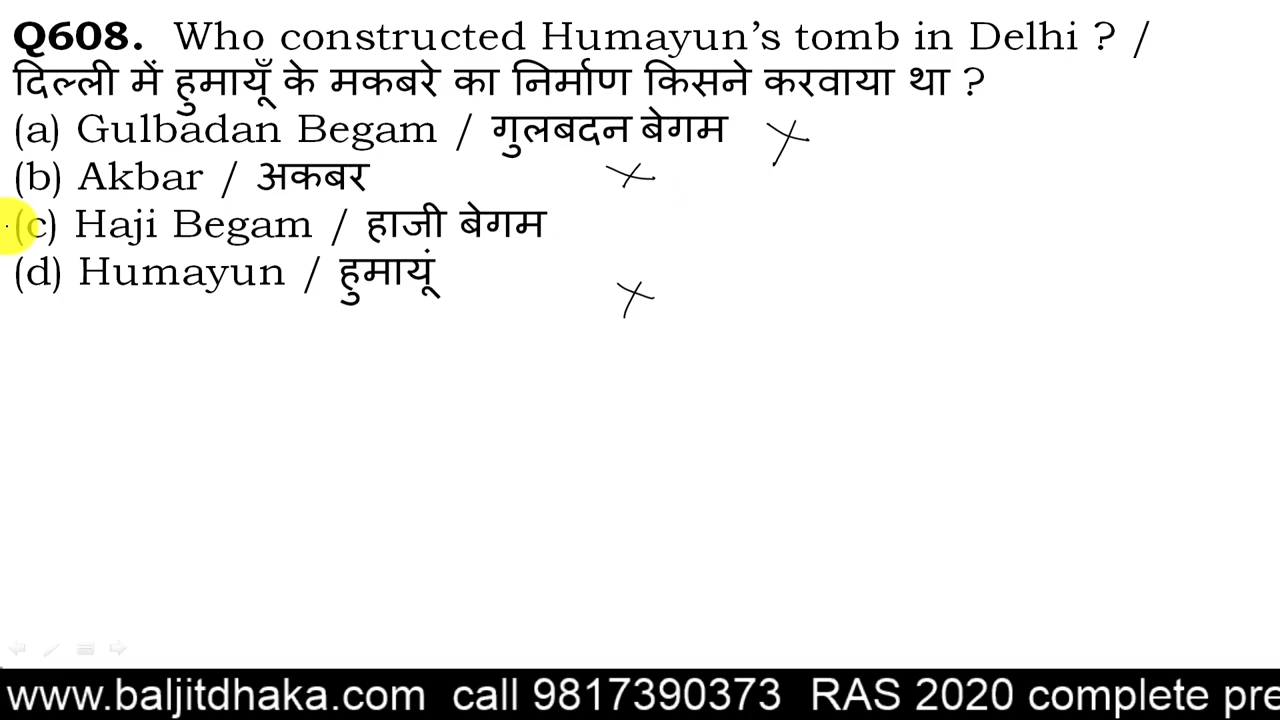 Q608. Who constructed Humayun’s tomb in Delhi ? /
दिल्ली में हुमायूँ के मकबरे का निर्माण किसने करवाया था ?
(a) Gulbadan Begam / गुलबदन बेगम
(b) Akbar / अकबर
(c) Haji Begam / हाजी बेगम
(d) Humayun / हुमायूं
www.baljitdhaka.com call 9817390373 RAS 2020 complete pre